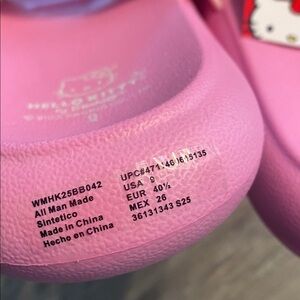 HELLO KITTY
WMHK25BB042
All Man Made
Sintetico
Made in China
Hecho en China
USA 9
EUR 40½
MEX 26
36131343 S25